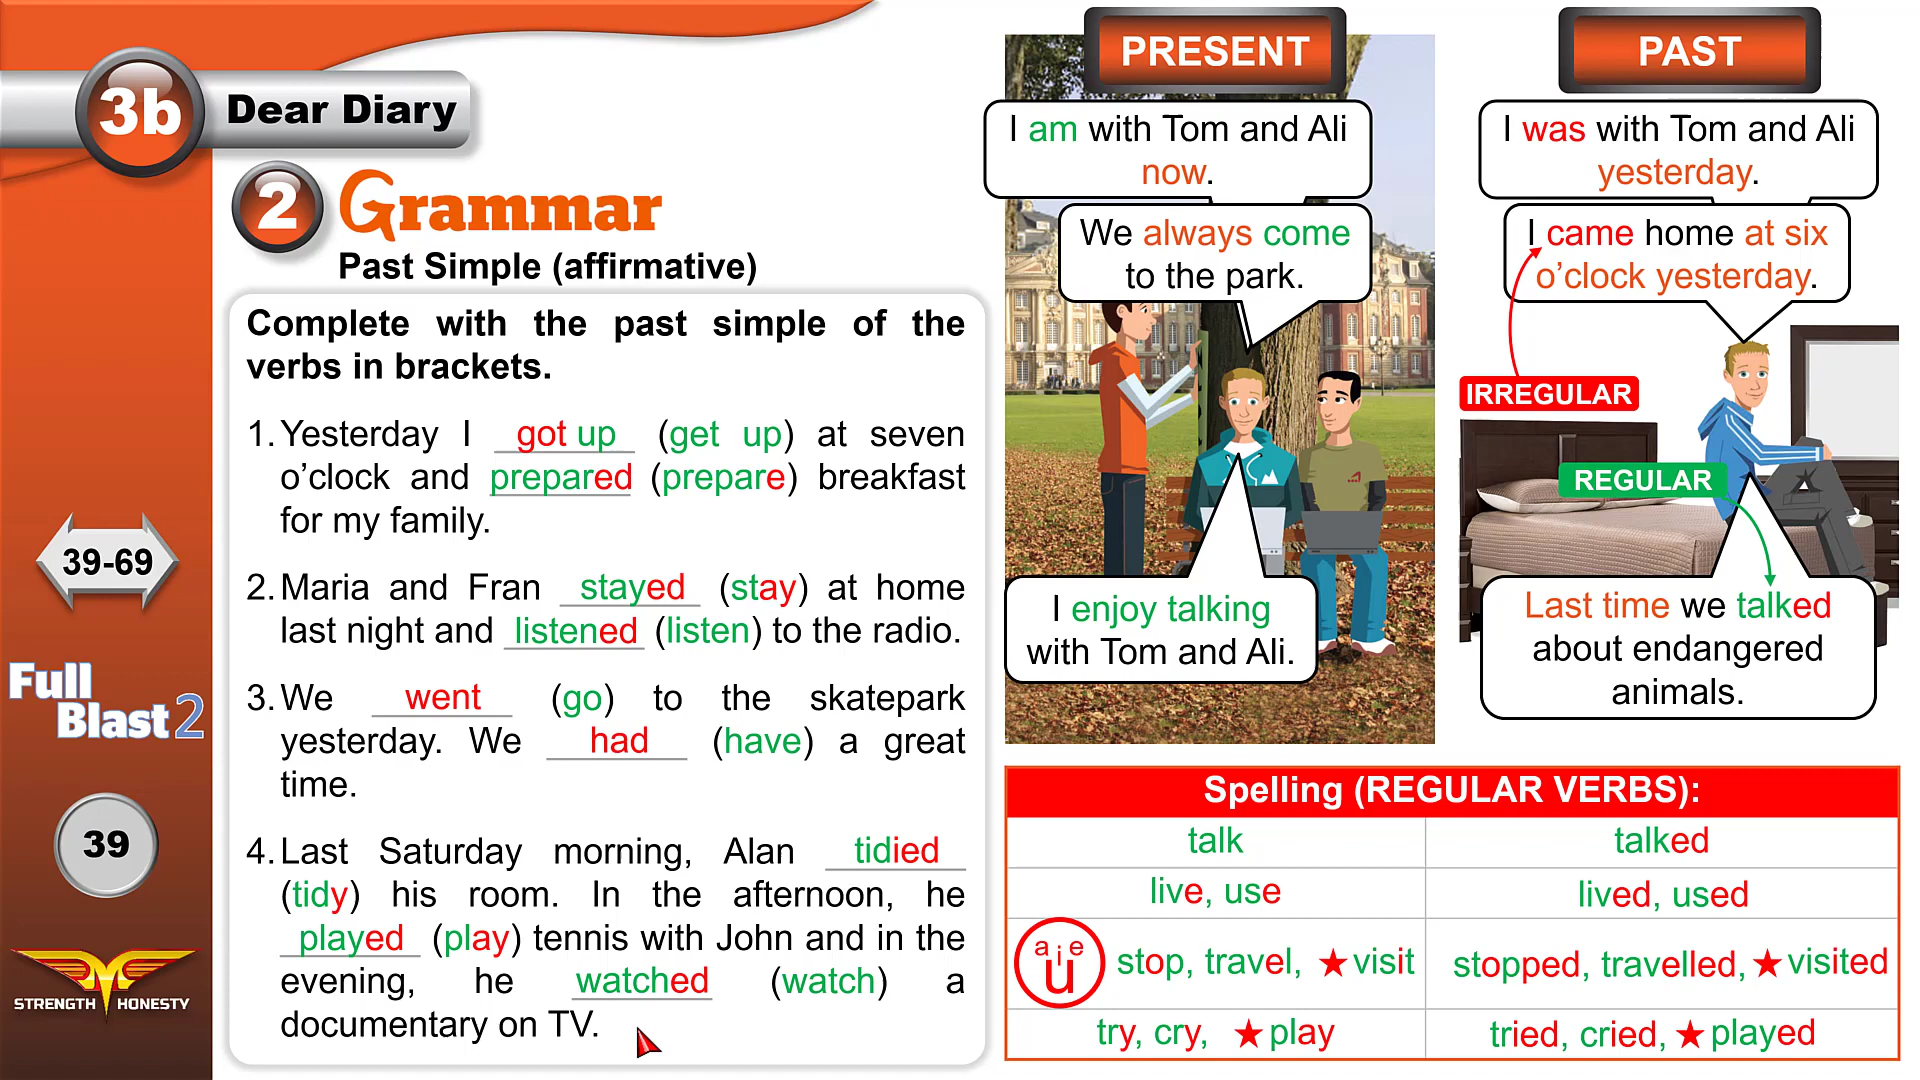 3b
Dear Diary
2
Grammar
Past Simple (affirmative)
Complete with the past simple of the
verbs in brackets.
1. Yesterday I got up (get up) at seven
o’clock and prepared (prepare) breakfast
for my family.
2. Maria and Fran stayed (stay) at home
last night and listened (listen) to the radio.
3. We went (go) to the skatepark
yesterday. We had (have) a great
time.
4. Last Saturday morning, Alan tidied
(tidy) his room. In the afternoon, he
played (play) tennis with John and in the
evening, he watched (watch) a
documentary on TV.
39-69
Full
Blast 2
39
STRENGTH HONESTY
PRESENT
I am with Tom and Ali
now.
We always come
to the park.
I enjoy talking
with Tom and Ali.
PAST
I was with Tom and Ali
yesterday.
I came home at six
o’clock yesterday.
IRREGULAR
REGULAR
Last time we talked
about endangered
animals.
Spelling (REGULAR VERBS):
talk talked
live, use lived, used
a i e
u
stop, travel, ★ visit stopped, travelled, ★ visited
try, cry, ★ play tried, cried, ★ played